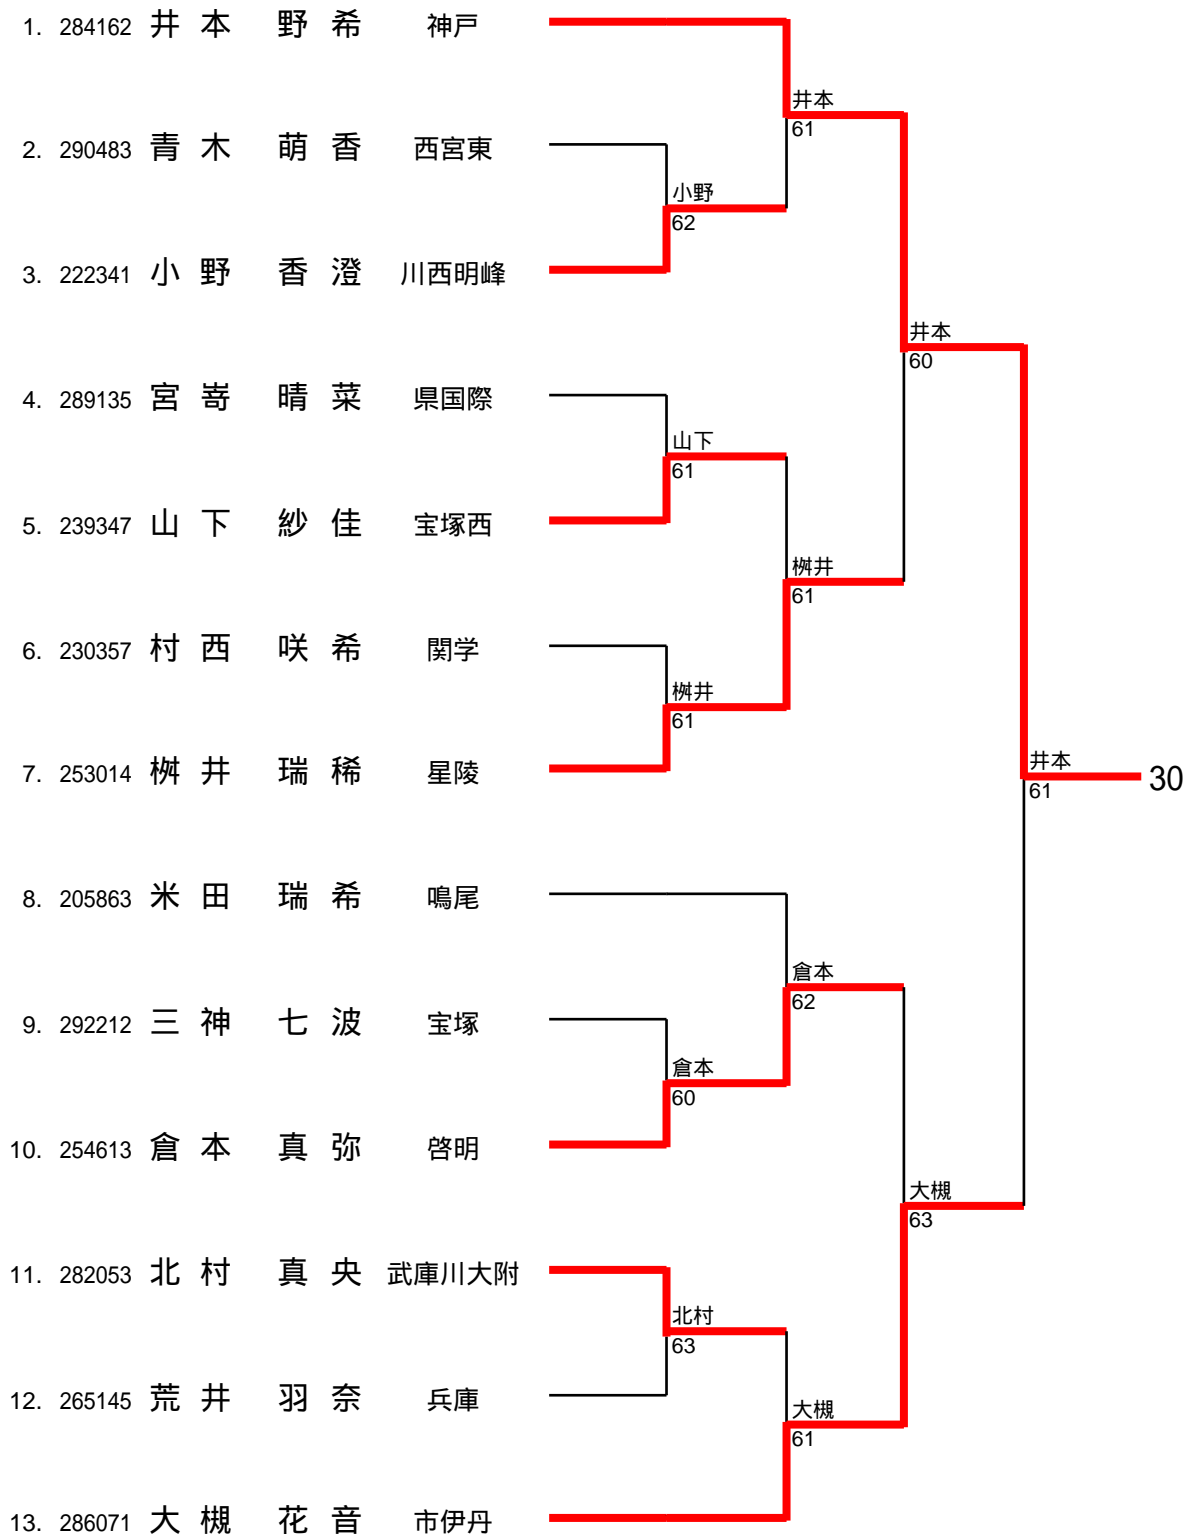 1. 284162 井本 野希 神戸
井本
61
2. 290483 青木 萌香 西宮東
小野
62
3. 222341 小野 香澄 川西明峰
井本
60
4. 289135 宮嵜 晴菜 県国際
山下
61
5. 239347 山下 紗佳 宝塚西
桝井
61
6. 230357 村西 咲希 関学
桝井
61
7. 253014 桝井 瑞稀 星陵
井本
61
30
8. 205863 米田 瑞希 鳴尾
倉本
62
9. 292212 三神 七波 宝塚
倉本
60
10. 254613 倉本 真弥 啓明
大槻
63
11. 282053 北村 真央 武庫川大附
北村
63
12. 265145 荒井 羽奈 兵庫
大槻
61
13. 286071 大槻 花音 市伊丹